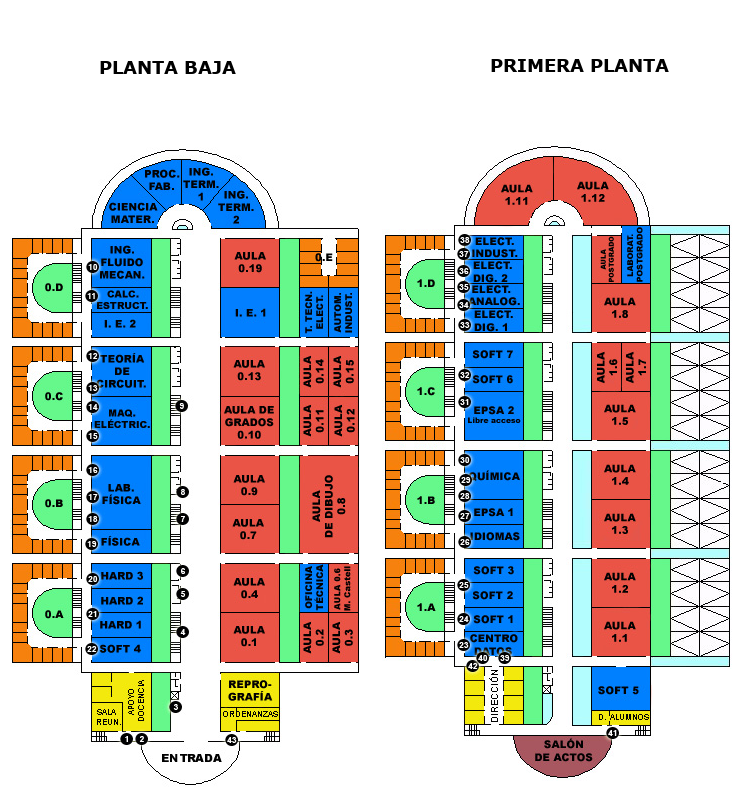 PLANTA BAJA
PROC.
FAB.
ING.
TERM.
1
CIENCIA
MATER.
ING.
TERM.
2
0.D
10
ING.
FLUIDO
MECAN.
11
CALC.
ESTRUCT.
I. E. 2
AULA
0.19
0.E
I. E. 1
T. TECN.
ELECT.
AUTOM.
INDUST.
0.C
12
TEORÍA
DE
CIRCUIT.
13
14
MAQ.
ELÉCTRIC.
15
9
AULA
0.13
AULA
0.14
AULA
0.15
AULA DE
GRADOS
0.10
AULA
0.11
AULA
0.12
0.B
16
17
LAB.
FÍSICA
18
19
FÍSICA
8
7
AULA
0.9
AULA
0.7
AULA
DE DIBUJO
0.8
0.A
20
HARD 3
HARD 2
21
HARD 1
22
SOFT 4
6
5
4
AULA
0.4
OFICINA
TÉCNICA
AULA 0.6
M. Castell
AULA
0.1
AULA
0.2
AULA
0.3
SALA
REUN.
APOYO
DOCENCIA
3
REPRO-
GRAFÍA
ORDENANZAS
1
2
43
ENTRADA
PRIMERA PLANTA
AULA
1.11
AULA
1.12
1.D
38
ELECT.
37
INDUST.
36
ELECT.
DIG. 2
35
ELECT.
34
ANALOG.
33
ELECT.
DIG. 1
AULA
POSTGRADO
LABORAT.
POSTGRADO
AULA
1.8
1.C
SOFT 7
32
SOFT 6
31
EPSA 2
Libre acceso
AULA
1.6
AULA
1.7
AULA
1.5
1.B
30
29
QUÍMICA
28
27
EPSA 1
26
IDIOMAS
AULA
1.4
AULA
1.3
1.A
SOFT 3
25
SOFT 2
24
SOFT 1
23
CENTRO
DATOS
AULA
1.2
AULA
1.1
42
40
39
DIRECCIÓN
SOFT 5
D. ALUMNOS
41
SALÓN
DE ACTOS